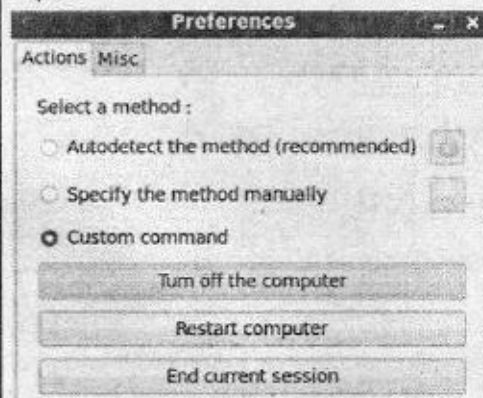 Preferences
Actions Misc
Select a method :
Autodetect the method (recommended)
Specify the method manually
Custom command
Turn off the computer
Restart computer
End current session